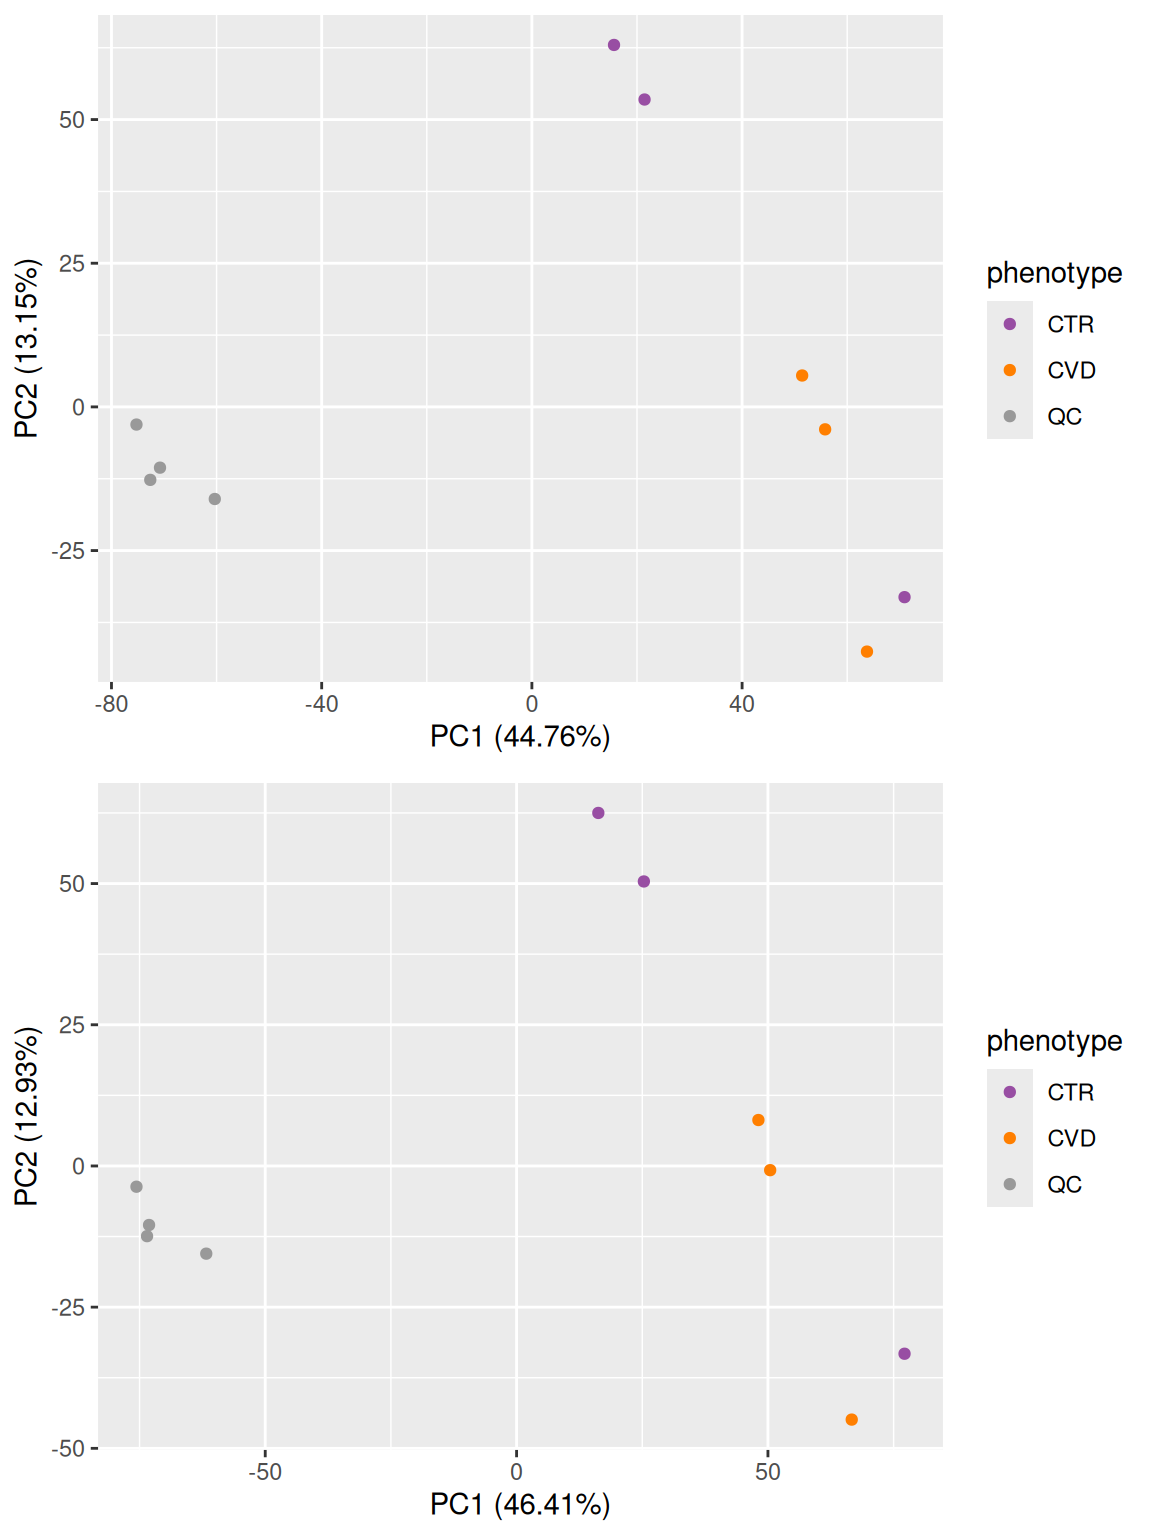 50
25
0
-25
-80
-40
0
40
PC1 (44.76%)
PC2 (13.15%)
phenotype
CTR
CVD
QC
50
25
0
-25
-50
-50
0
50
PC1 (46.41%)
PC2 (12.93%)
phenotype
CTR
CVD
QC